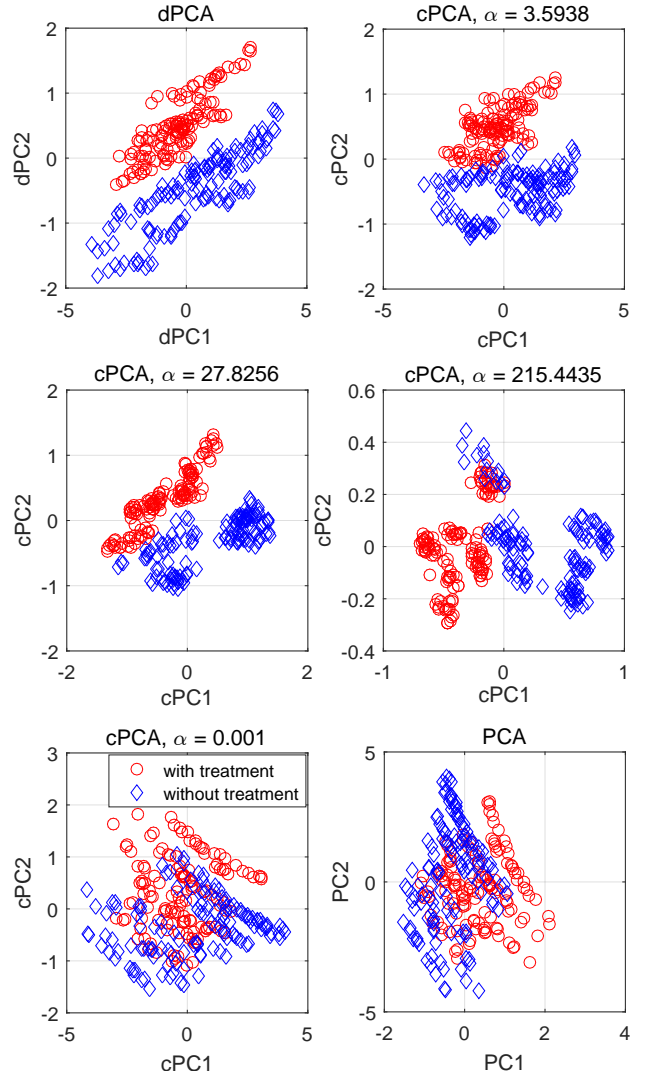 dPCA
2
1
0
-1
-2
dPC2
-5
0
5
dPC1
cPCA, α = 3.5938
2
1
0
-1
-2
cPC2
-5
0
5
cPC1
cPCA, α = 27.8256
2
1
0
-1
-2
cPC2
-2
0
2
cPC1
cPCA, α = 215.4435
0.6
0.4
0.2
0
-0.2
-0.4
cPC2
-1
0
1
cPC1
cPCA, α = 0.001
with treatment
without treatment
3
2
1
0
-1
-2
cPC2
-5
0
5
cPC1
PCA
5
0
-5
PC2
-2
0
2
4
PC1